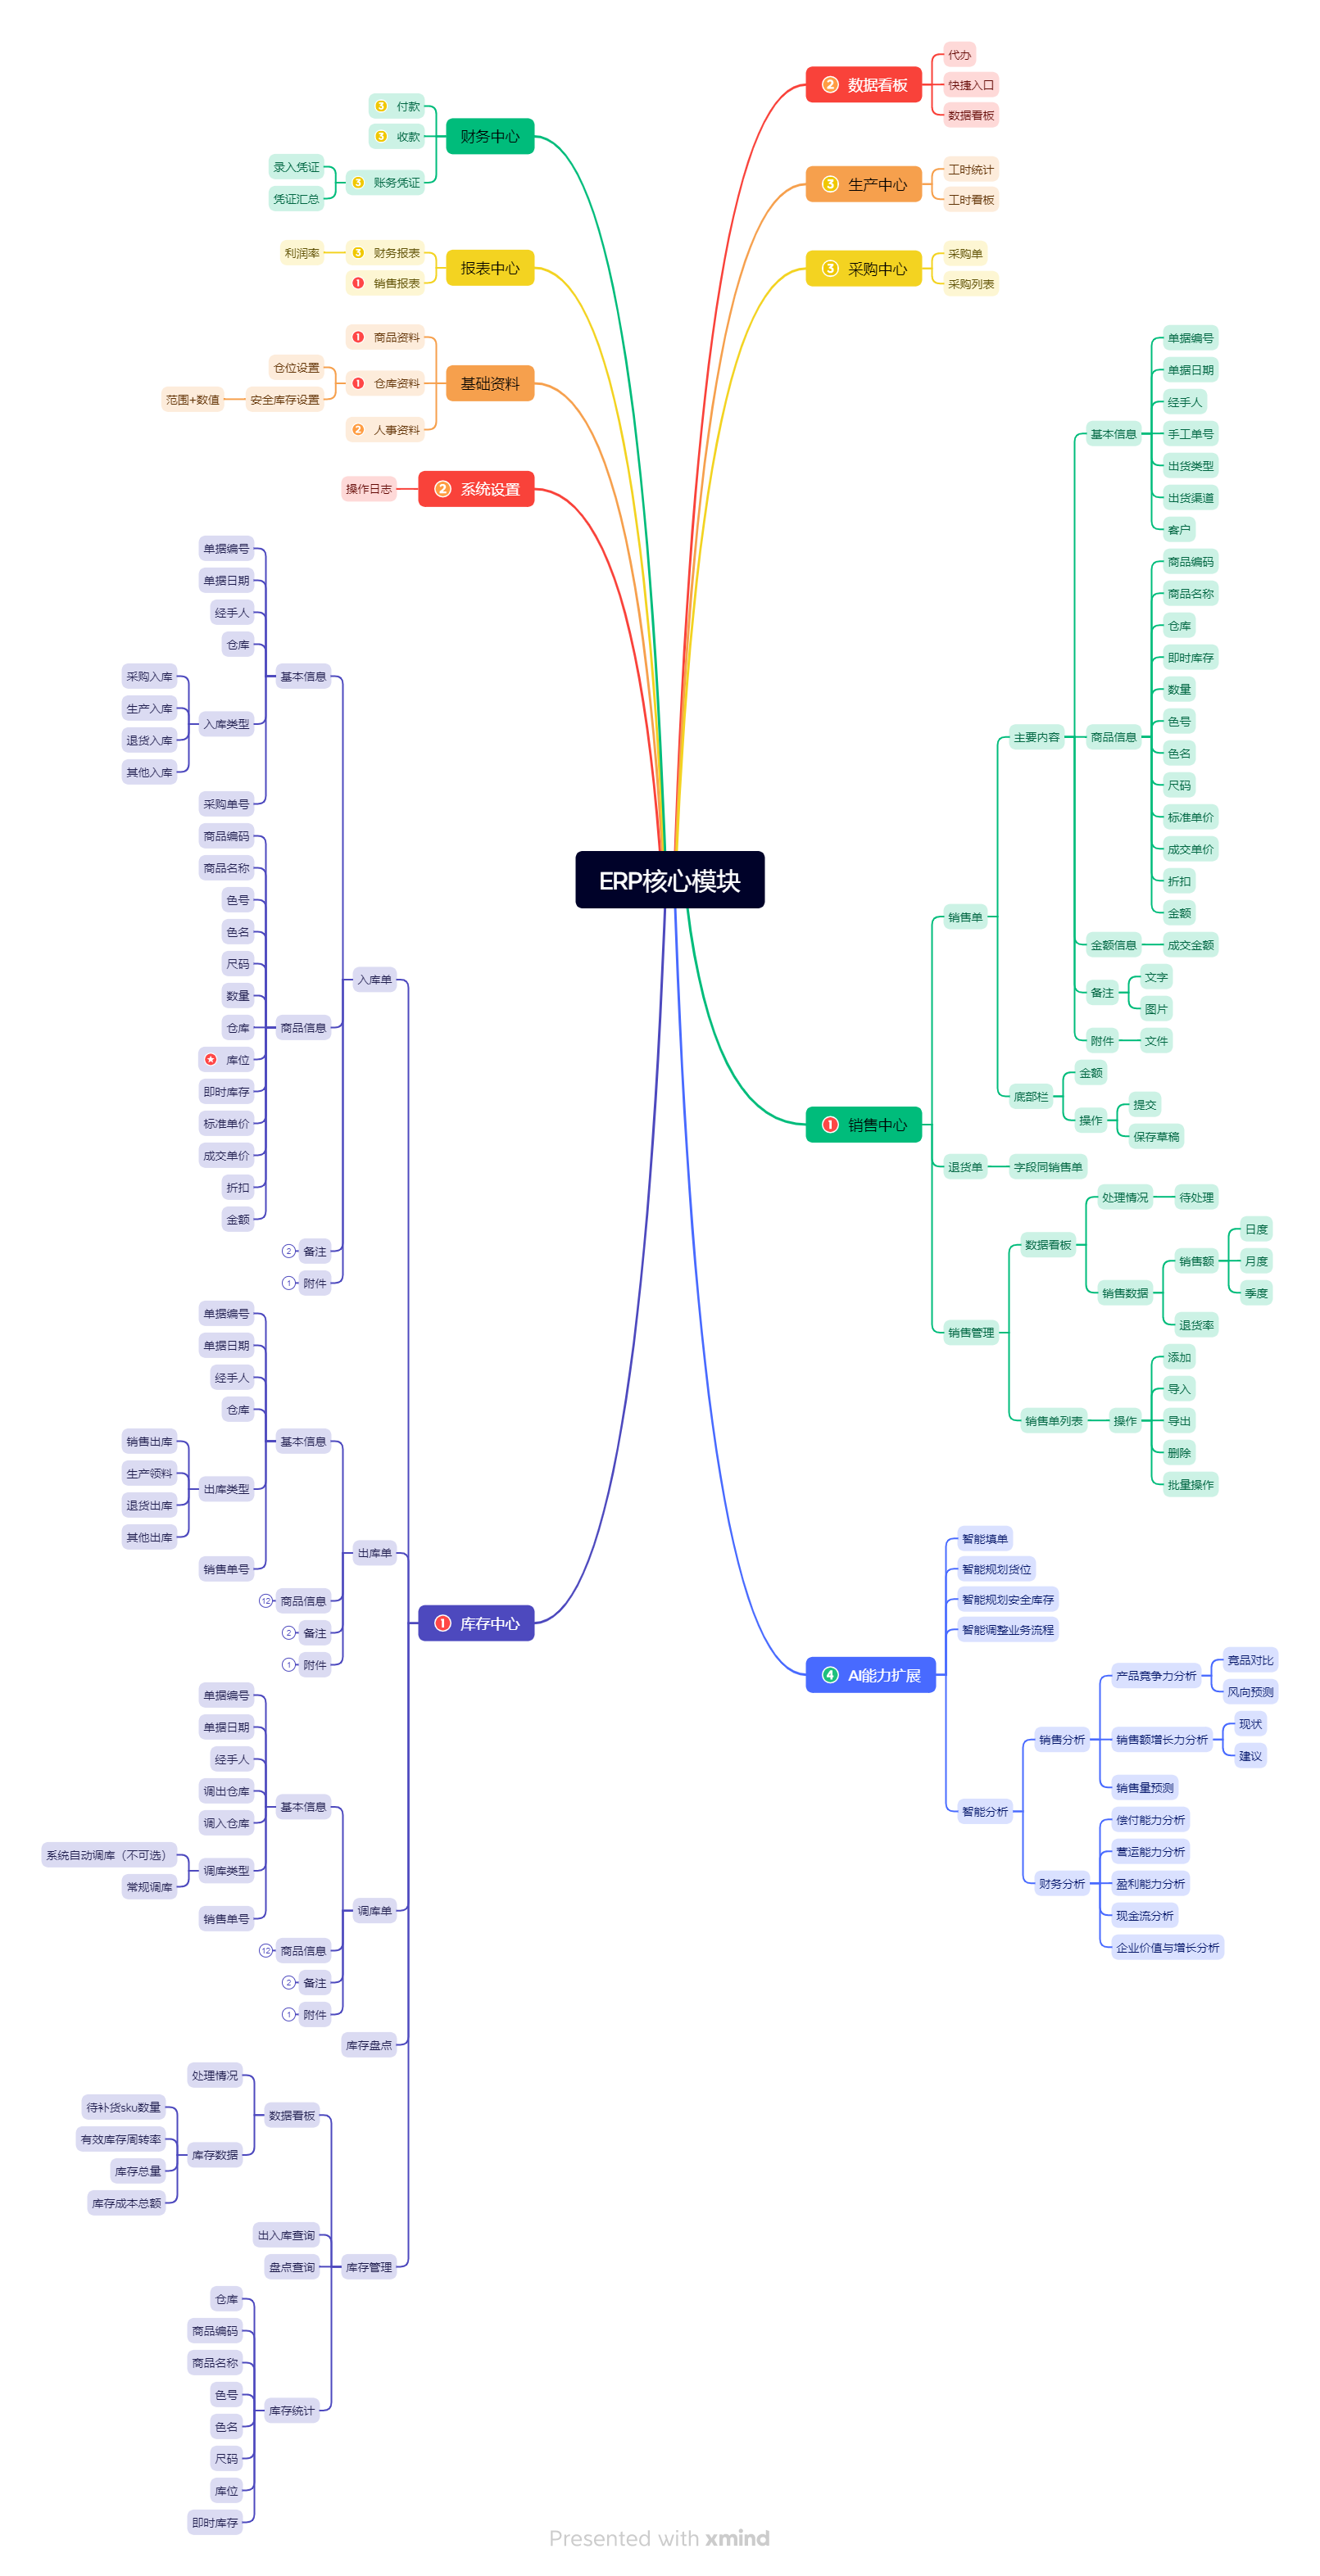 ERP核心模块
② 数据看板
代办
快捷入口
数据看板
③ 生产中心
工时统计
工时看板
③ 采购中心
采购单
采购列表
① 销售中心
销售单
主要内容
基本信息
单据编号
单据日期
经手人
手工单号
出货类型
出货渠道
客户
商品信息
商品编码
商品名称
仓库
即时库存
数量
色号
色名
尺码
标准单价
成交单价
折扣
金额
金额信息
成交金额
备注
文字
图片
附件
文件
底部栏
金额
操作
提交
保存草稿
退货单
字段同销售单
销售管理
数据看板
处理情况
待处理
销售数据
销售额
日度
月度
季度
退货率
销售单列表
操作
添加
导入
导出
删除
批量操作
④ AI能力扩展
智能填单
智能规划货位
智能规划安全库存
智能调整业务流程
智能分析
销售分析
产品竞争力分析
竞品对比
风向预测
销售额增长力分析
现状
建议
销售量预测
财务分析
偿付能力分析
营运能力分析
盈利能力分析
现金流分析
企业价值与增长分析
财务中心
③ 付款
③ 收款
③ 账务凭证
录入凭证
凭证汇总
报表中心
③ 财务报表
利润率
① 销售报表
基础资料
① 商品资料
① 仓库资料
仓位设置
安全库存设置
范围+数值
② 人事资料
② 系统设置
操作日志
① 库存中心
入库单
基本信息
单据编号
单据日期
经手人
仓库
入库类型
采购入库
生产入库
退货入库
其他入库
采购单号
商品信息
商品编码
商品名称
色号
色名
尺码
数量
仓库
库位
即时库存
标准单价
成交单价
折扣
金额
备注
2
附件
1
出库单
基本信息
单据编号
单据日期
经手人
仓库
出库类型
销售出库
生产领料
退货出库
其他出库
销售单号
商品信息
12
备注
2
附件
1
调库单
基本信息
单据编号
单据日期
经手人
调出仓库
调入仓库
调库类型
系统自动调库（不可选）
常规调库
销售单号
商品信息
12
备注
2
附件
1
库存盘点
库存管理
数据看板
处理情况
库存数据
待补货sku数量
有效库存周转率
库存总量
库存成本总额
出入库查询
盘点查询
库存统计
仓库
商品编码
商品名称
色号
色名
尺码
库位
即时库存
Presented with xmind